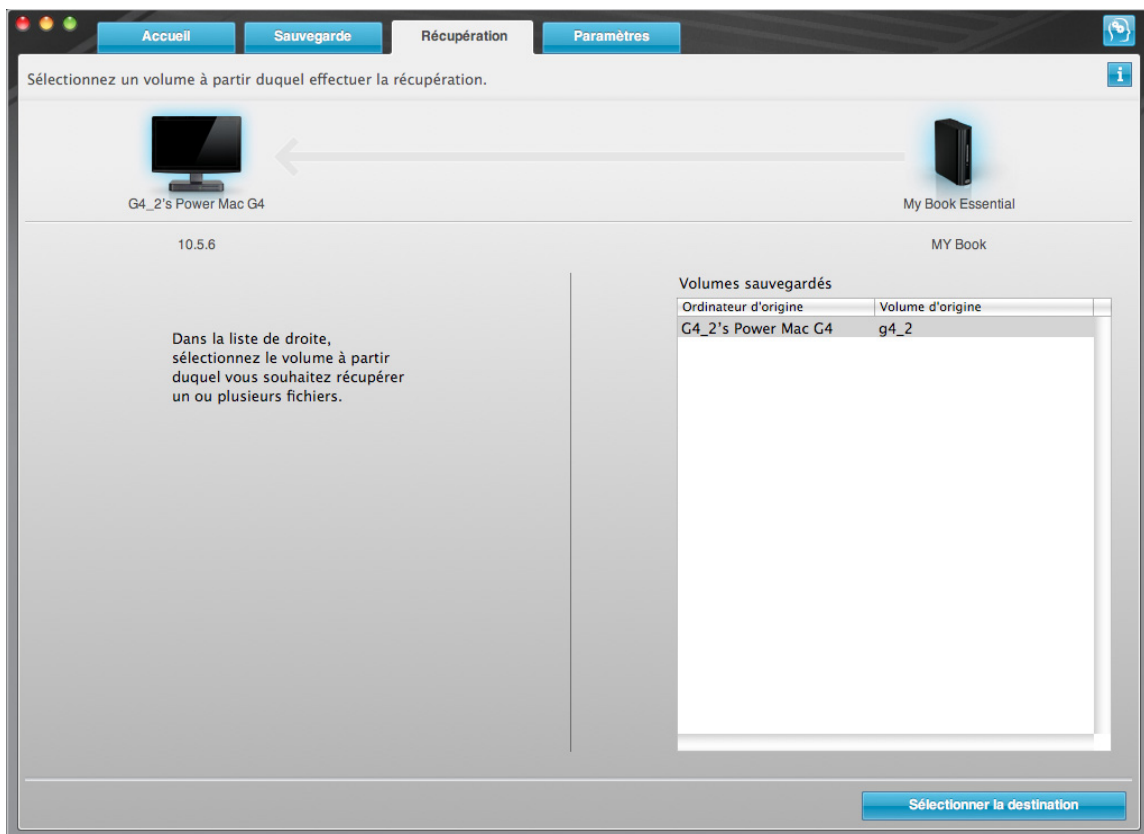 Accueil
Sauvegarde
Récupération
Paramètres
Sélectionnez un volume à partir duquel effectuer la récupération.
G4_2's Power Mac G4
My Book Essential
10.5.6
MY Book
Dans la liste de droite,
sélectionnez le volume à partir
duquel vous souhaitez récupérer
un ou plusieurs fichiers.
Volumes sauvegardés
Ordinateur d'origine
Volume d'origine
G4_2's Power Mac G4
g4_2
Sélectionner la destination